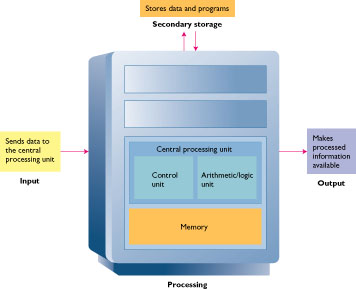 Stores data and programs
Secondary storage
Sends data to
the central
processing unit
Input
Central processing unit
Control
unit
Arithmetic/logic
unit
Memory
Makes
processed
information
available
Output
Processing